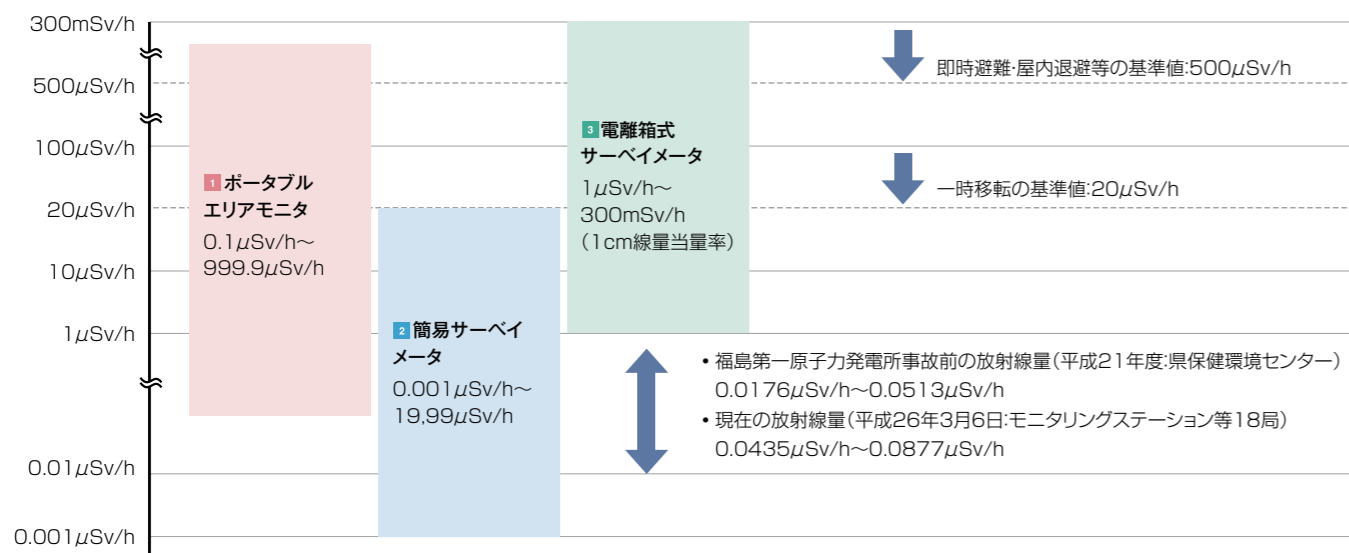 300mSv/h
500μSv/h
100μSv/h
20μSv/h
10μSv/h
1μSv/h
0.01μSv/h
0.001μSv/h
1 ポータブル
エリアモニタ
0.1μSv/h〜
999.9μSv/h
2 簡易サーベイ
メータ
0.001μSv/h〜
19,99μSv/h
3 電離箱式
サーベイメータ
1μSv/h〜
300mSv/h
(1cm線量当量率)
即時避難・屋内退避等の基準値:500μSv/h
一時移転の基準値:20μSv/h
• 福島第一原子力発電所事故前の放射線量(平成21年度:県保健環境センター)
0.0176μSv/h〜0.0513μSv/h
• 現在の放射線量(平成26年3月6日:モニタリングステーション等18局)
0.0435μSv/h〜0.0877μSv/h